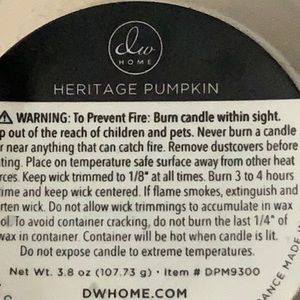 dw
HOME
HERITAGE PUMPKIN
⚠ WARNING: To Prevent Fire: Burn candle within sight.
p out of the reach of children and pets. Never burn a candle
r near anything that can catch fire. Remove dustcovers before
ting. Place on temperature safe surface away from other heat
rces. Keep wick trimmed to 1/8" at all times. Burn 3 to 4 hours
time and keep wick centered. If flame smokes, extinguish and
rten wick. Do not allow wick trimmings to accumulate in wax
ol. To avoid container cracking, do not burn the last 1/4" of
wax in container. Container will be hot when candle is lit.
Do not expose candle to extreme temperatures.
Net Wt. 3.8 oz (107.73 g) • Item # DPM9300
DWHOME.COM
GRANCE MADE I